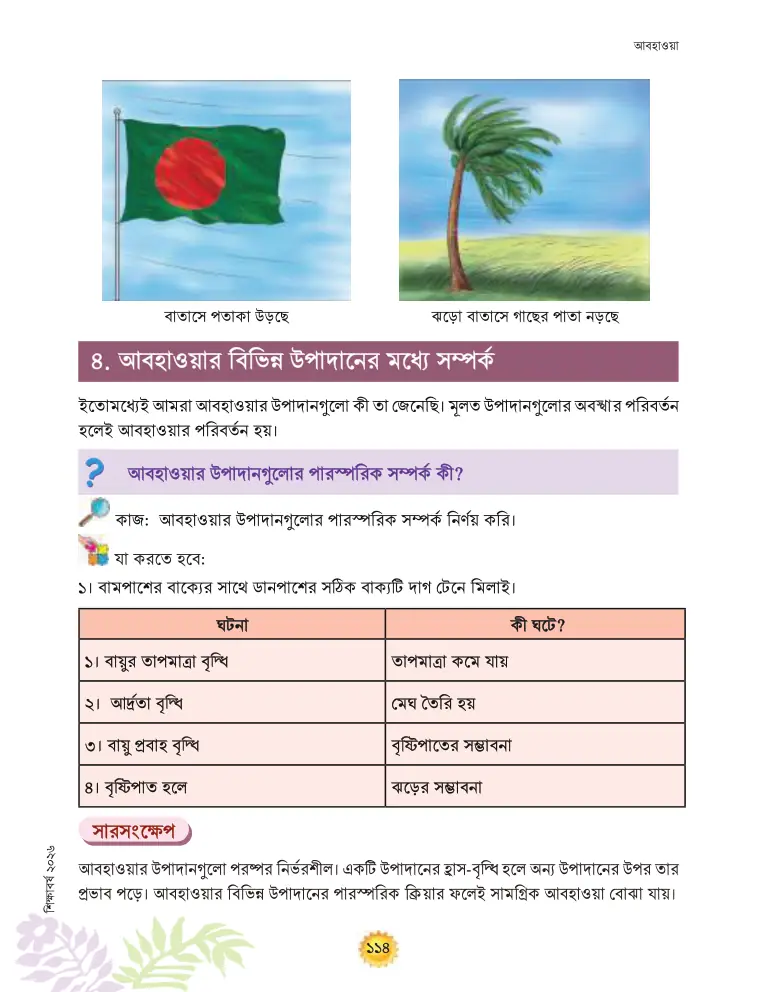 আবহাওয়া
বাতাসে পতাকা উড়ছে
ঝড়ো বাতাসে গাছের পাতা নড়ছে
৪. আবহাওয়ার বিভিন্ন উপাদানের মধ্যে সম্পর্ক
ইতোমধ্যেই আমরা আবহাওয়ার উপাদানগুলো কী তা জেনেছি। মূলত উপাদানগুলোর অবস্থার পরিবর্তন
হলেই আবহাওয়ার পরিবর্তন হয়।
? আবহাওয়ার উপাদানগুলোর পারস্পরিক সম্পর্ক কী?
কাজ: আবহাওয়ার উপাদানগুলোর পারস্পরিক সম্পর্ক নির্ণয় করি।
যা করতে হবে:
১। বামপাশের বাক্যের সাথে ডানপাশের সঠিক বাক্যটি দাগ টেনে মিলাই।
ঘটনা কী ঘটে?
১। বায়ুর তাপমাত্রা বৃদ্ধি তাপমাত্রা কমে যায়
২। আর্দ্রতা বৃদ্ধি মেঘ তৈরি হয়
৩। বায়ু প্রবাহ বৃদ্ধি বৃষ্টিপাতের সম্ভাবনা
৪। বৃষ্টিপাত হলে ঝড়ের সম্ভাবনা
সারসংক্ষেপ
আবহাওয়ার উপাদানগুলো পরষ্পর নির্ভরশীল। একটি উপাদানের হ্রাস-বৃদ্ধি হলে অন্য উপাদানের উপর তার
প্রভাব পড়ে। আবহাওয়ার বিভিন্ন উপাদানের পারস্পরিক ক্রিয়ার ফলেই সামগ্রিক আবহাওয়া বোঝা যায়।
শিক্ষাবর্ষ ২০২৬
১১৪